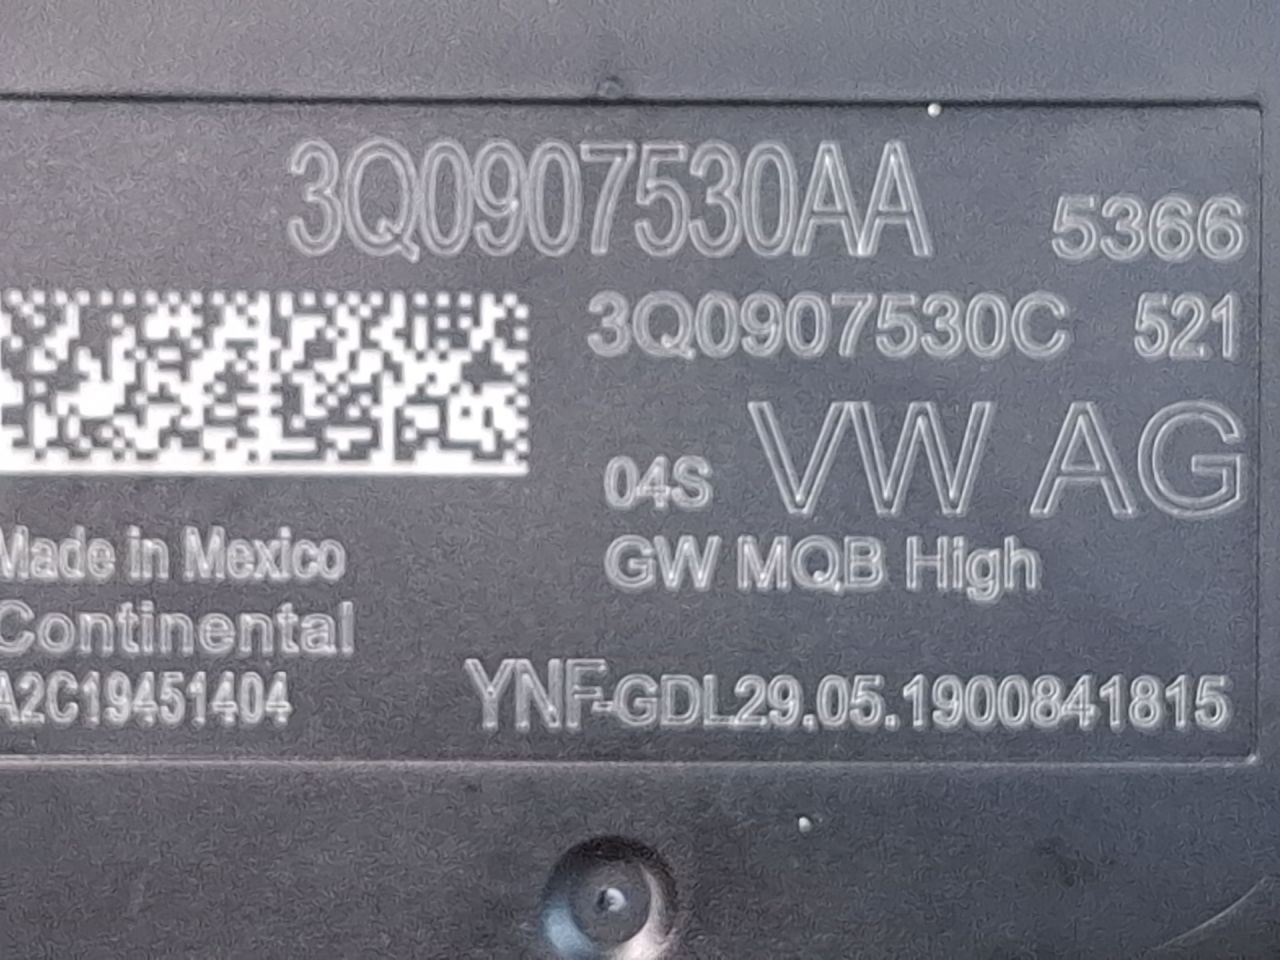 3Q0907530AA 5366
3Q0907530C 521
04S VW AG
GW MQB High
Made in Mexico
Continental
A2C19451404
YNF-GDL29.05.1900841815